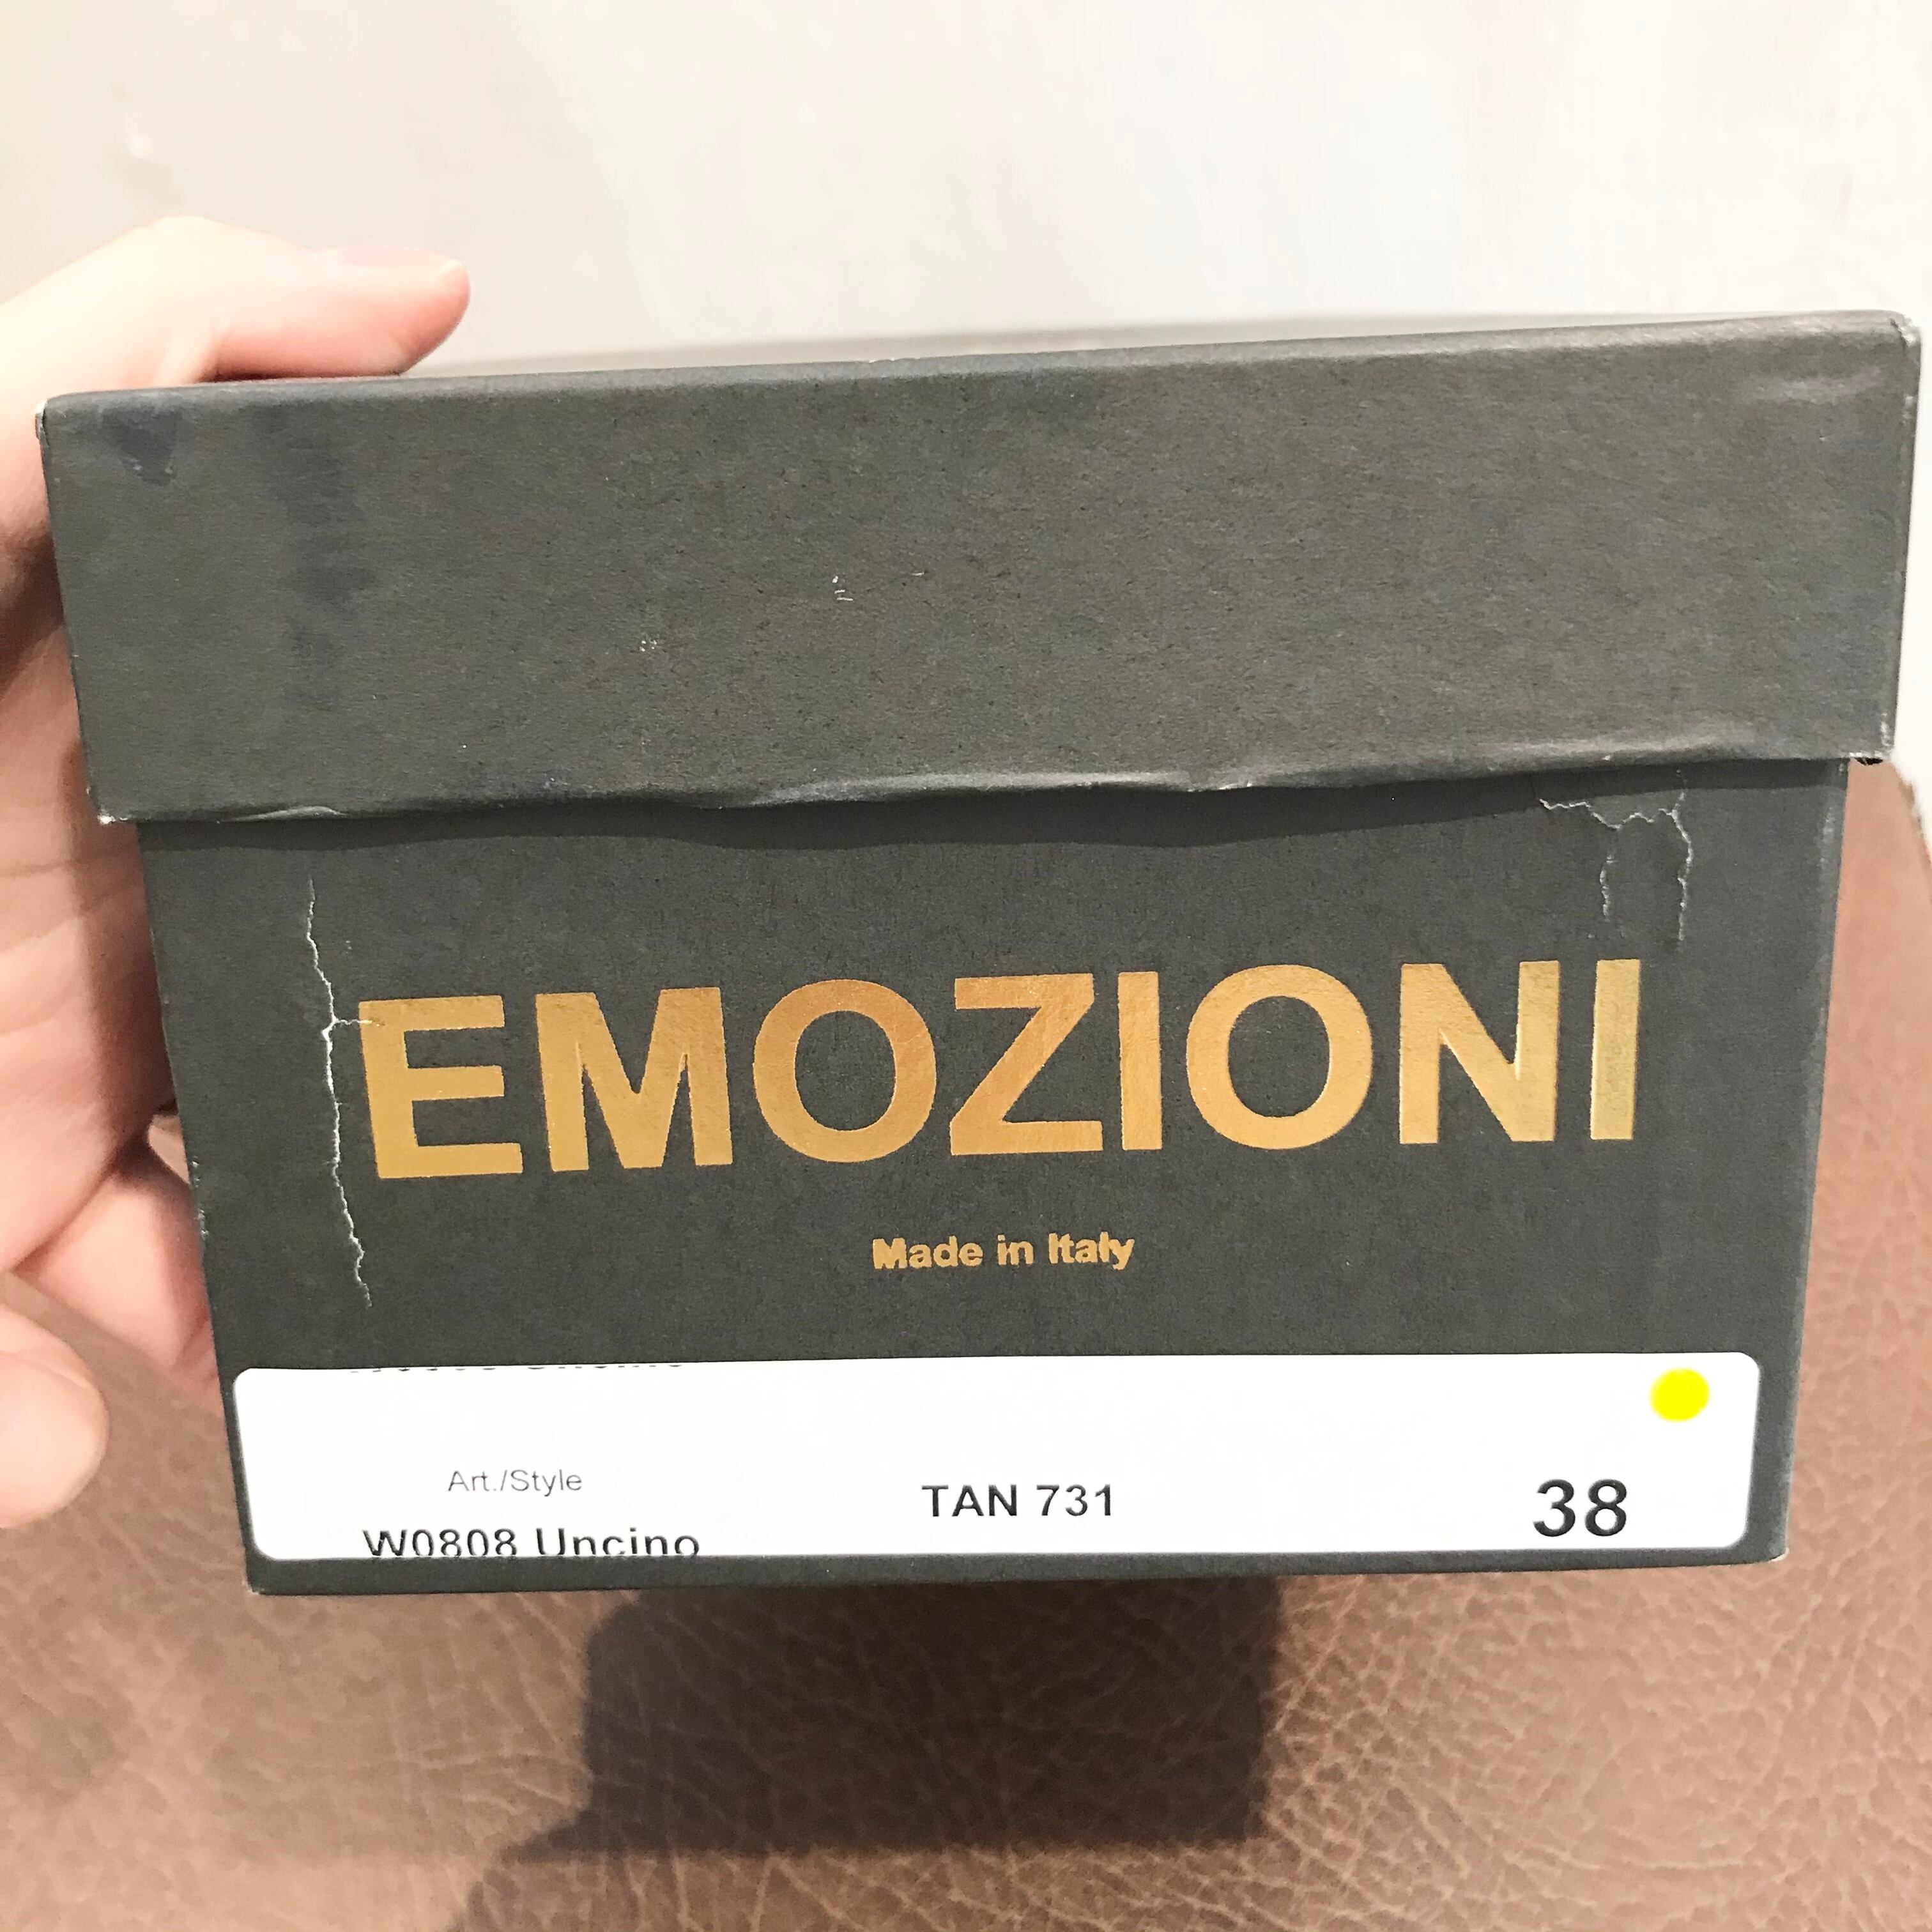 EMOZIONI
Made in Italy
Art./Style
TAN 731
38
W0808 Uncino